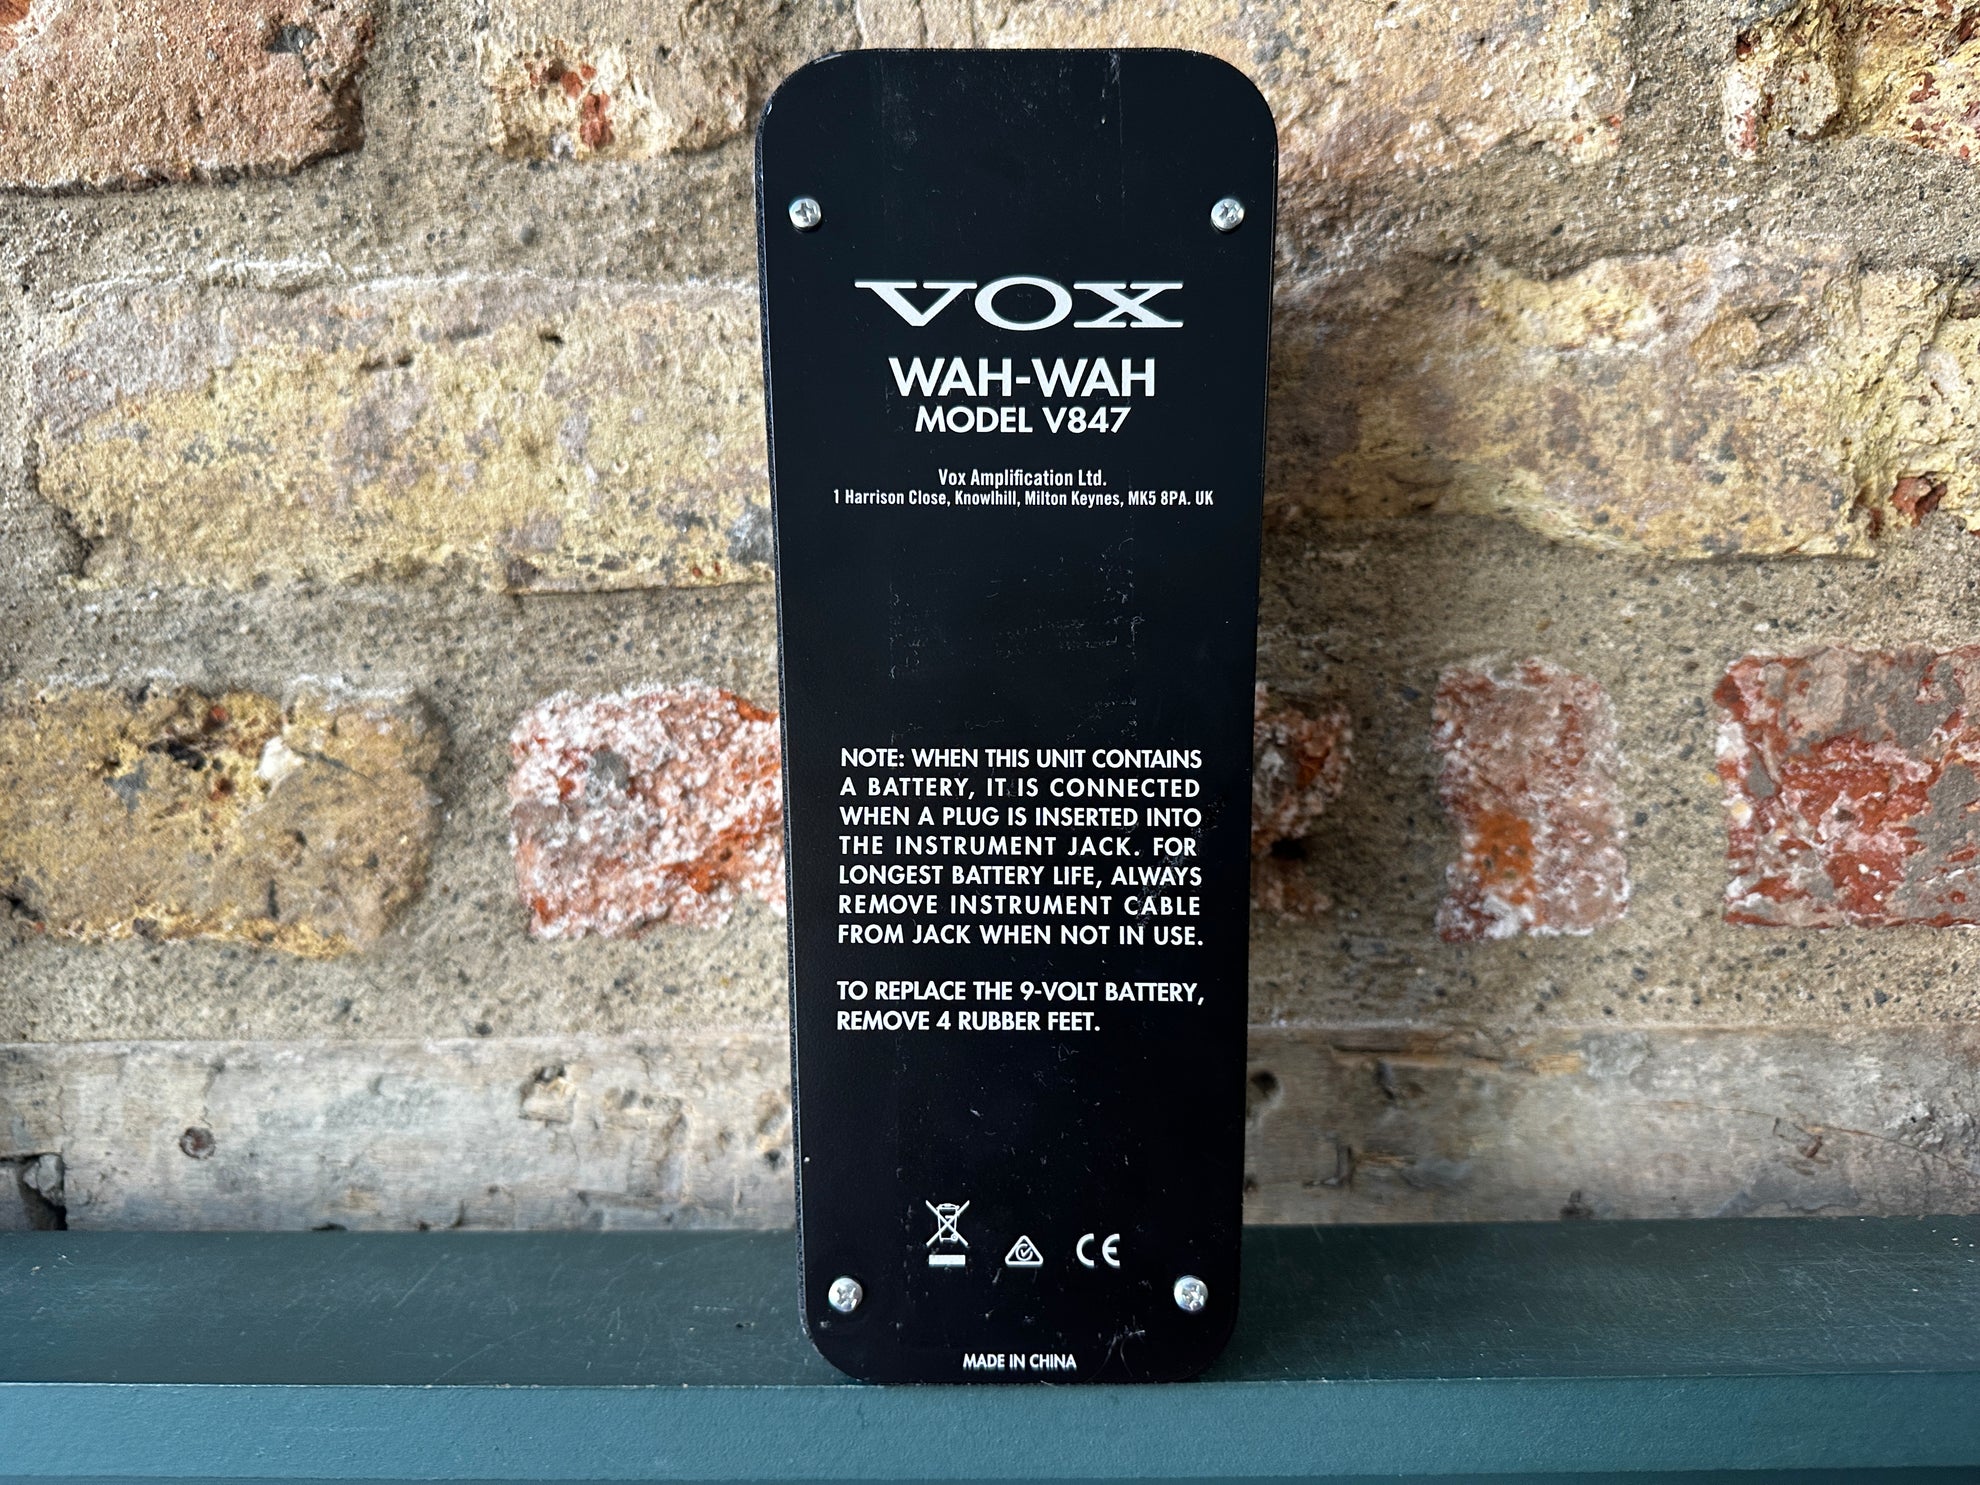 VOX
WAH-WAH
MODEL V847
Vox Amplification Ltd.
1 Harrison Close, Knowlhill, Milton Keynes, MK5 8PA. UK
NOTE: WHEN THIS UNIT CONTAINS
A BATTERY, IT IS CONNECTED
WHEN A PLUG IS INSERTED INTO
THE INSTRUMENT JACK. FOR
LONGEST BATTERY LIFE, ALWAYS
REMOVE INSTRUMENT CABLE
FROM JACK WHEN NOT IN USE.
TO REPLACE THE 9-VOLT BATTERY,
REMOVE 4 RUBBER FEET.
CE
MADE IN CHINA